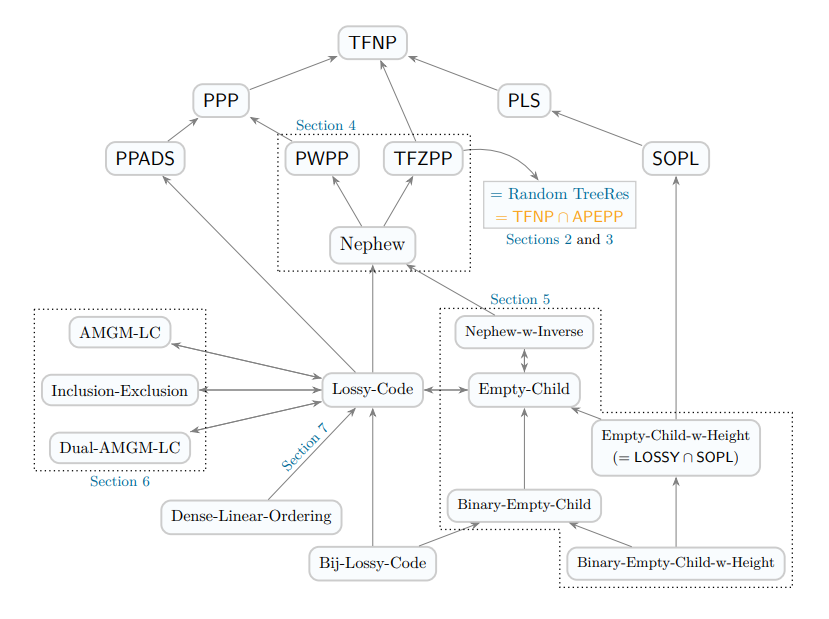 TFNP
PPP
PLS
Section 4
PPADS
PWPP
TFZPP
SOPL
= Random TreeRes
= TFNP ∩ APEPP
Sections 2 and 3
Nephew
Section 5
AMGM-LC
Nephew-w-Inverse
Inclusion-Exclusion
Lossy-Code
Empty-Child
Dual-AMGM-LC
Section 7
Empty-Child-w-Height
(= LOSSY ∩ SOPL)
Section 6
Dense-Linear-Ordering
Binary-Empty-Child
Bij-Lossy-Code
Binary-Empty-Child-w-Height